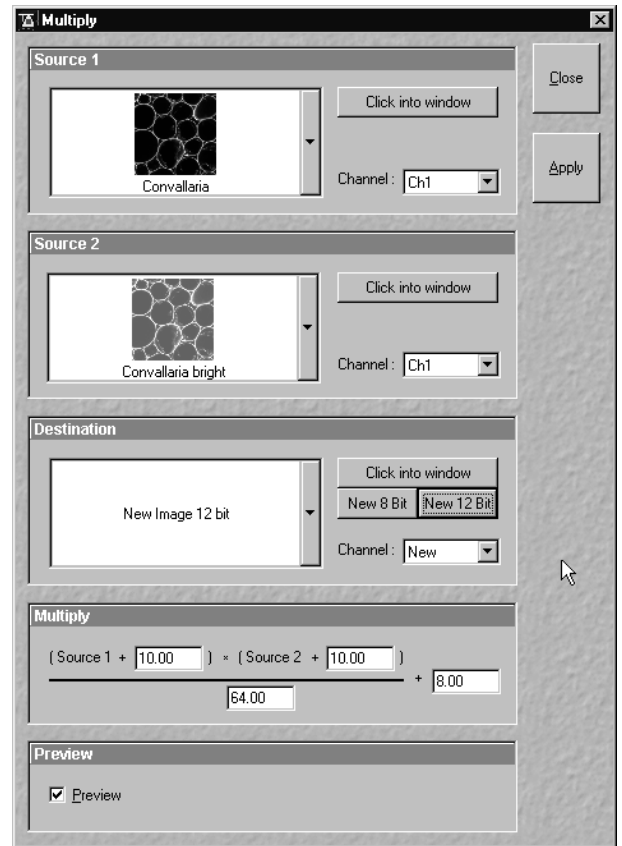 Multiply
Source 1
Close
Click into window
Convallaria
Channel : Ch1
Apply
Source 2
Click into window
Convallaria bright
Channel : Ch1
Destination
Click into window
New Image 12 bit
New 8 Bit New 12 Bit
Channel : New
Multiply
( Source 1 + 10.00 ) × ( Source 2 + 10.00 )
+ 8.00
64.00
Preview
Preview